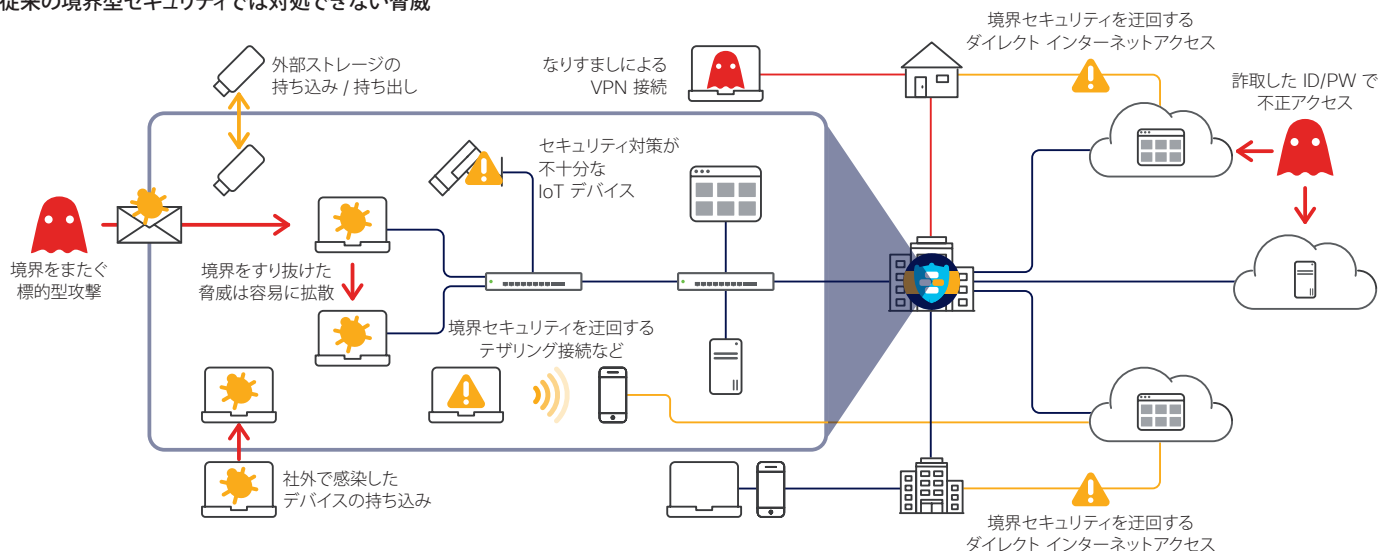 従来の境界型セキュリティでは対処できない脅威
外部ストレージの
持ち込み / 持ち出し
なりすましによる
VPN 接続
境界セキュリティを迂回する
ダイレクト インターネットアクセス
詐取した ID/PW で
不正アクセス
セキュリティ対策が
不十分な
IoT デバイス
境界をまたぐ
標的型攻撃
境界をすり抜けた
脅威は容易に拡散
境界セキュリティを迂回する
テザリング接続など
社外で感染した
デバイスの持ち込み
境界セキュリティを迂回する
ダイレクト インターネットアクセス